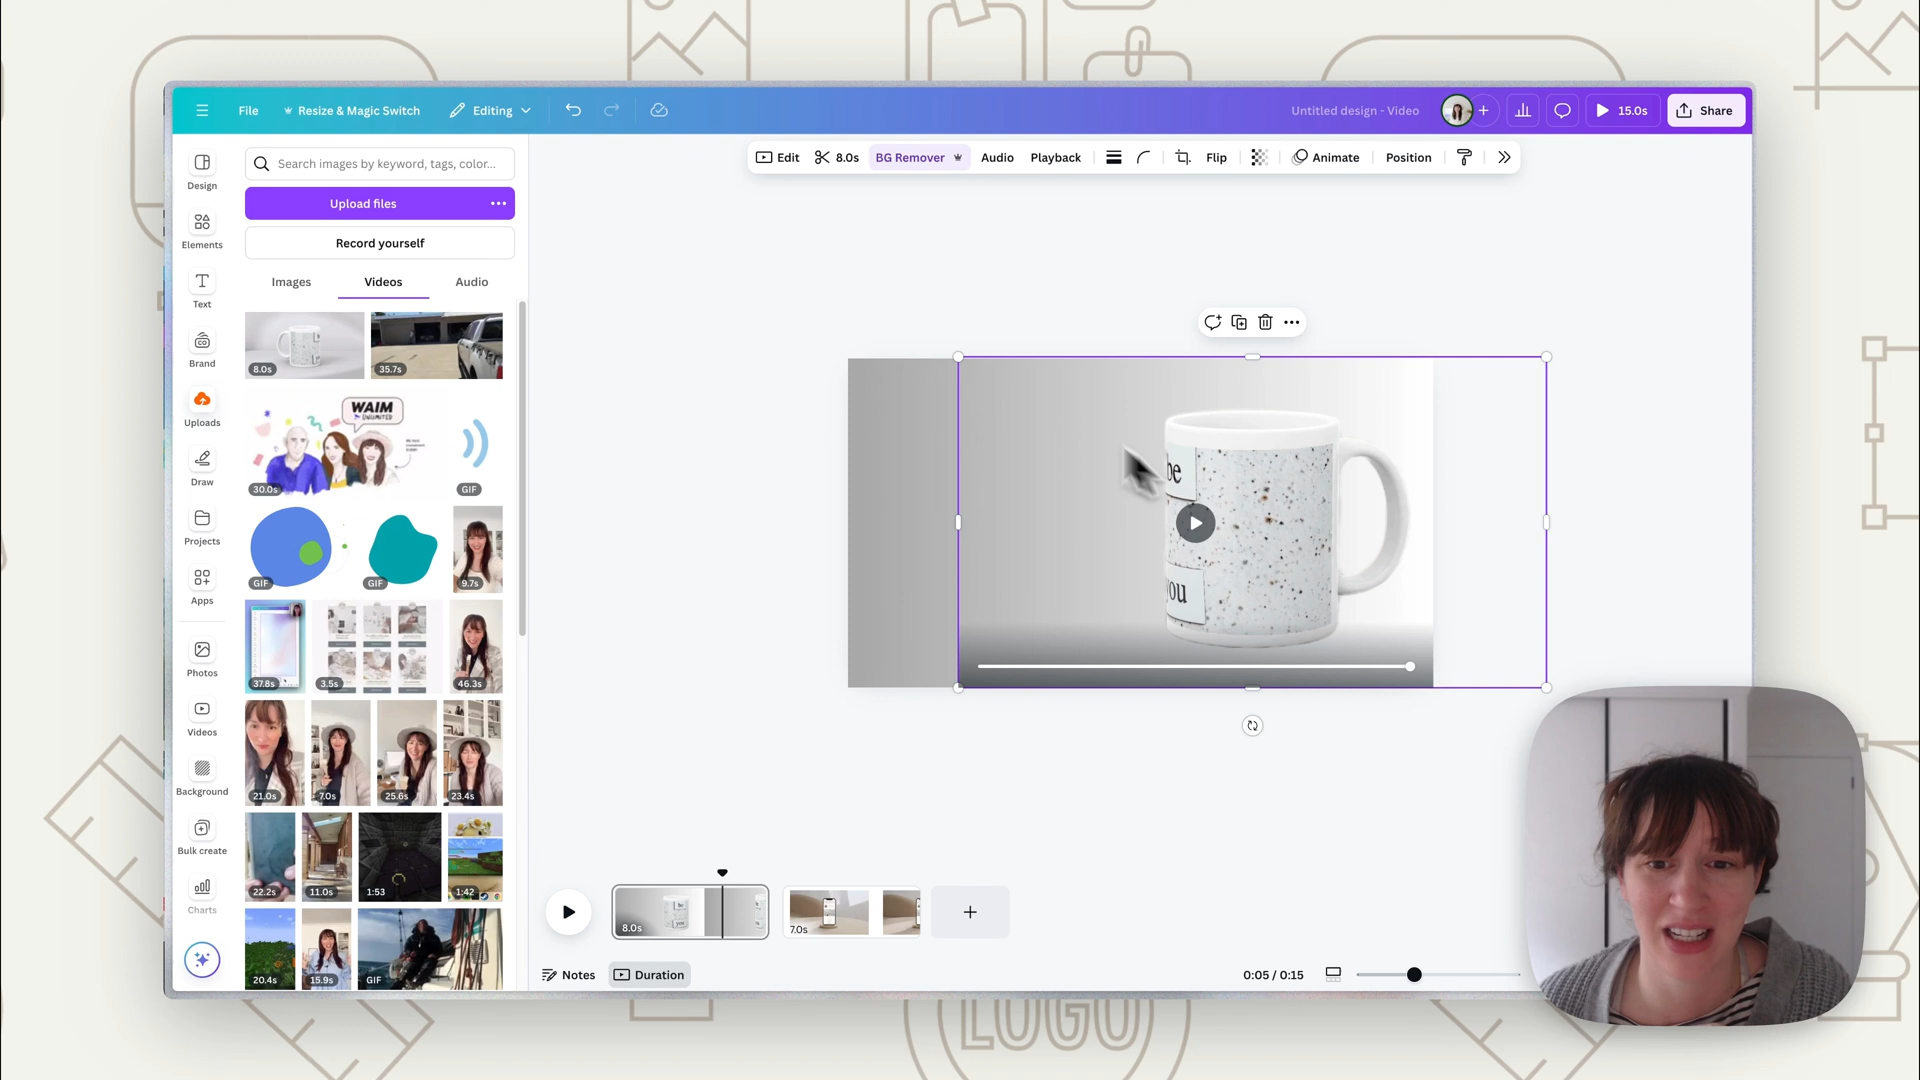 File
Resize & Magic Switch
Editing
Untitled design - Video
+
15.0s
Share
Search images by keyword, tags, color...
Upload files
Record yourself
Images
Videos
Audio
Edit
8.0s
BG Remover
Audio
Playback
Flip
Animate
Position
Design
Elements
Text
Brand
Uploads
Draw
Projects
Apps
Photos
Videos
Background
Bulk create
Charts
8.0s
35.7s
WAIM
UNLIMITED
30.0s
GIF
GIF
GIF
9.7s
37.8s
3.5s
46.3s
21.0s
7.0s
25.6s
23.4s
22.2s
11.0s
1:53
1:42
20.4s
15.9s
GIF
be
you
8.0s
7.0s
+
Notes
Duration
0:05 / 0:15
LOGO